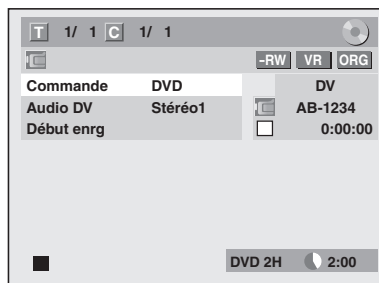 T 1/ 1 C 1/ 1
-RW VR ORG
Commande DVD DV
Audio DV Stéréo1 AB-1234
Début enrg 0:00:00
DVD 2H 2:00